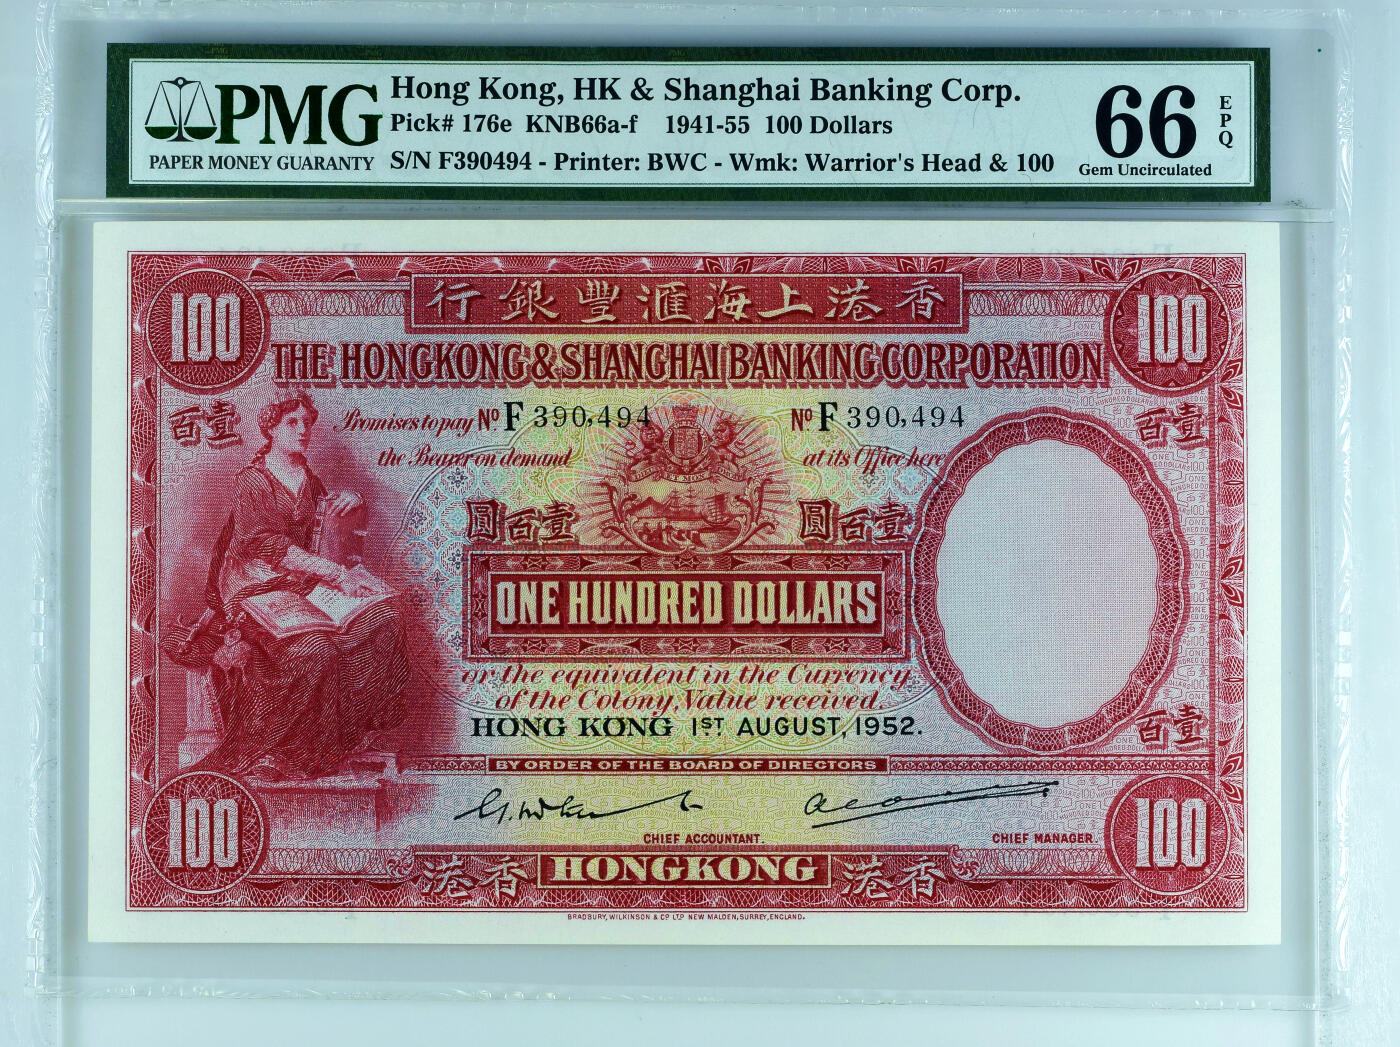 PMG
PAPER MONEY GUARANTY
Hong Kong, HK & Shanghai Banking Corp.
Pick# 176e KNB66a-f 1941-55 100 Dollars
S/N F390494 - Printer: BWC - Wmk: Warrior's Head & 100
66
EPQ
Gem Uncirculated
100
行銀豐滙海上港香
100
THE HONGKONG & SHANGHAI BANKING CORPORATION
百壹
Promises to pay Nº F 390,494
Nº F 390,494
百壹
the Bearer on demand
at its Office here
圓百壹
圓百壹
ONE HUNDRED DOLLARS
or the equivalent in the Currency
of the Colony, Value received.
HONG KONG 1ST AUGUST, 1952.
百壹
BY ORDER OF THE BOARD OF DIRECTORS
CHIEF ACCOUNTANT.
CHIEF MANAGER.
100
港香
HONGKONG
港香
100
BRADBURY, WILKINSON & Cº LTD NEW MALDEN, SURREY, ENGLAND.